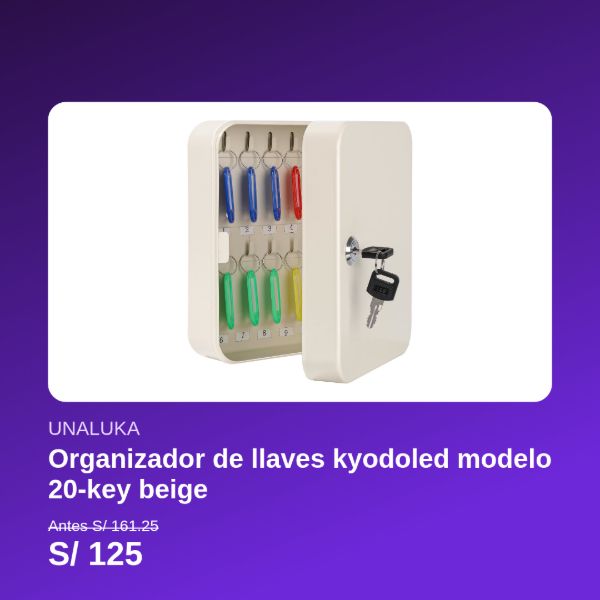 UNALUKA
Organizador de llaves kyodoled modelo
20-key beige
Antes S/ 161.25
S/ 125